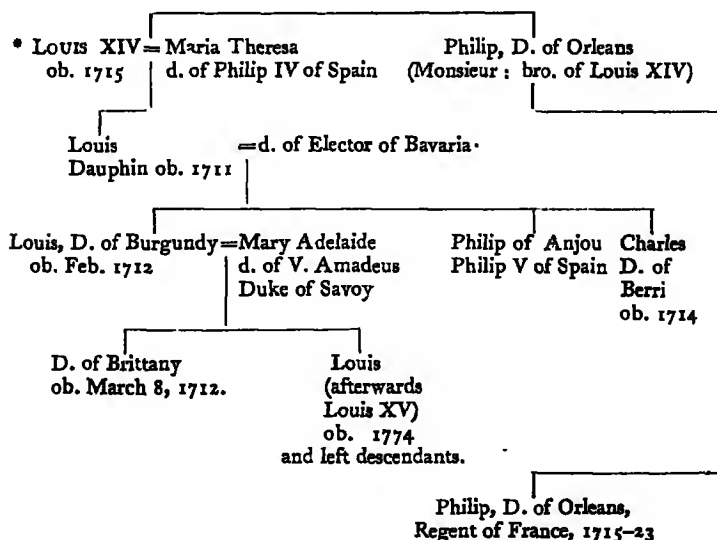 * LOUIS XIV = Maria Theresa
ob. 1715 d. of Philip IV of Spain
Philip, D. of Orleans
(Monsieur : bro. of Louis XIV)
Louis = d. of Elector of Bavaria.
Dauphin ob. 1711
Louis, D. of Burgundy = Mary Adelaide
ob. Feb. 1712 d. of V. Amadeus
Duke of Savoy
Philip of Anjou
Philip V of Spain
Charles
D. of
Berri
ob. 1714
D. of Brittany
ob. March 8, 1712.
Louis
(afterwards
Louis XV)
ob. 1774
and left descendants.
Philip, D. of Orleans,
Regent of France, 1715–23